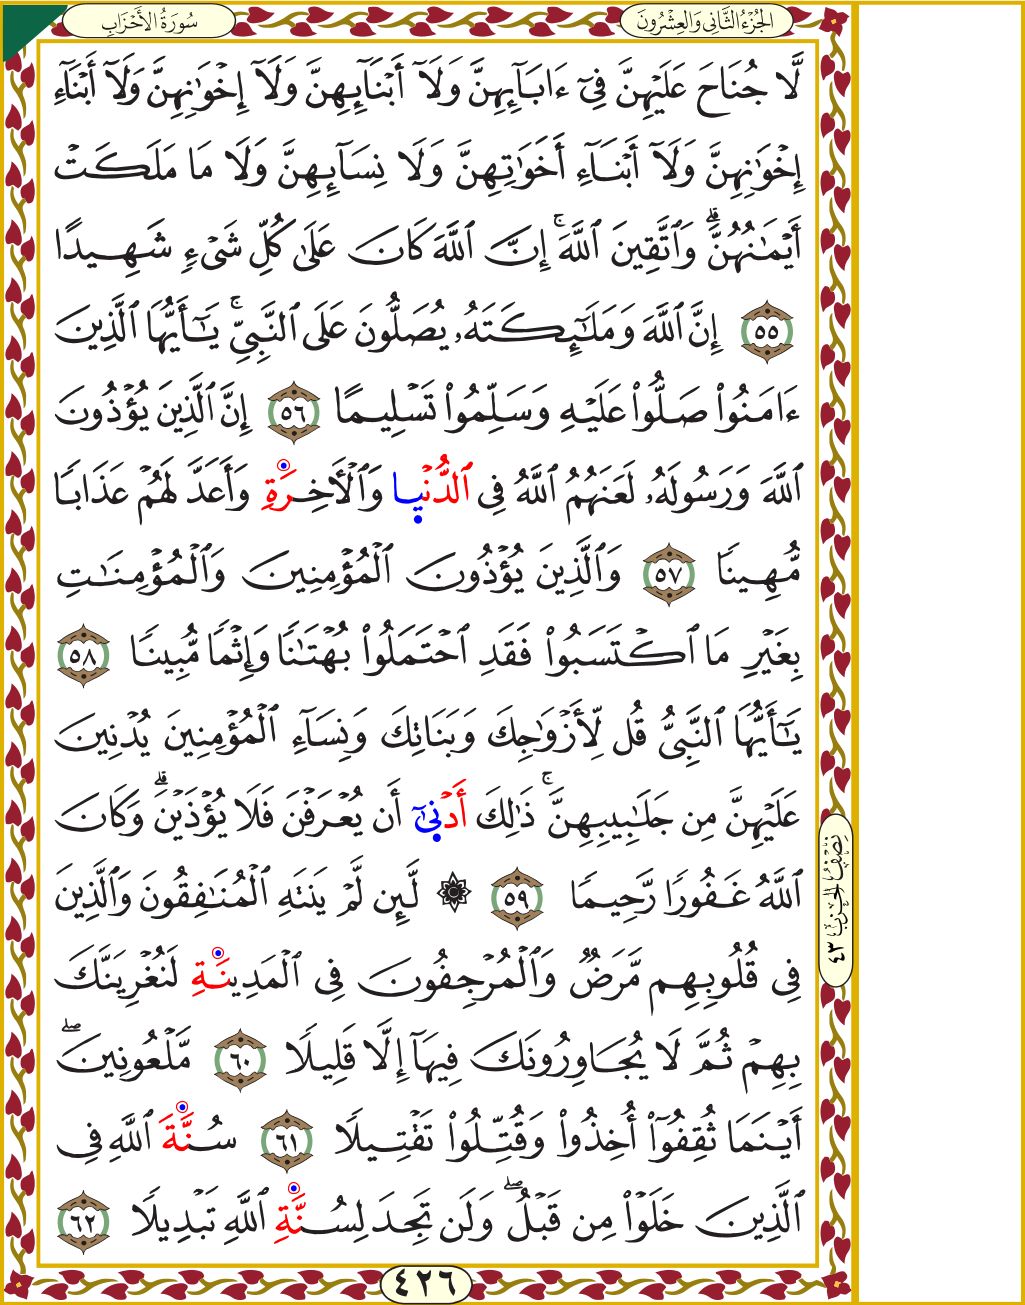 الجُزْءُ الثَّانِي وَالعِشْرُونَ
سُورَةُ الأَحْزَابِ
لَّا جُنَاحَ عَلَيْهِنَّ فِىٓ ءَابَآئِهِنَّ وَلَآ أَبْنَآئِهِنَّ وَلَآ إِخْوَٰنِهِنَّ وَلَآ أَبْنَآءِ
إِخْوَٰنِهِنَّ وَلَآ أَبْنَآءِ أَخَوَٰتِهِنَّ وَلَا نِسَآئِهِنَّ وَلَا مَا مَلَكَتْ
أَيْمَٰنُهُنَّ ۗ وَٱتَّقِينَ ٱللَّهَ ۚ إِنَّ ٱللَّهَ كَانَ عَلَىٰ كُلِّ شَىْءٍ شَهِيدًا
٥٥ إِنَّ ٱللَّهَ وَمَلَٰٓئِكَتَهُۥ يُصَلُّونَ عَلَى ٱلنَّبِىِّ ۚ يَٰٓأَيُّهَا ٱلَّذِينَ
ءَامَنُوا۟ صَلُّوا۟ عَلَيْهِ وَسَلِّمُوا۟ تَسْلِيمًا ٥٦ إِنَّ ٱلَّذِينَ يُؤْذُونَ
ٱللَّهَ وَرَسُولَهُۥ لَعَنَهُمُ ٱللَّهُ فِى ٱلدُّنْيا وَٱلْأَخِرَةِ وَأَعَدَّ لَهُمْ عَذَابًا
مُّهِينًا ٥٧ وَٱلَّذِينَ يُؤْذُونَ ٱلْمُؤْمِنِينَ وَٱلْمُؤْمِنَٰتِ
بِغَيْرِ مَا ٱكْتَسَبُوا۟ فَقَدِ ٱحْتَمَلُوا۟ بُهْتَٰنًا وَإِثْمًا مُّبِينًا ٥٨
يَٰٓأَيُّهَا ٱلنَّبِىُّ قُل لِّأَزْوَٰجِكَ وَبَنَاتِكَ وَنِسَآءِ ٱلْمُؤْمِنِينَ يُدْنِينَ
عَلَيْهِنَّ مِن جَلَٰبِيبِهِنَّ ۚ ذَٰلِكَ أَدْنىٰٓ أَن يُعْرَفْنَ فَلَا يُؤْذَيْنَ ۗ وَكَانَ
ٱللَّهُ غَفُورًا رَّحِيمًا ٥٩ ۞ لَّئِن لَّمْ يَنتَهِ ٱلْمُنَٰفِقُونَ وَٱلَّذِينَ
فِى قُلُوبِهِم مَّرَضٌ وَٱلْمُرْجِفُونَ فِى ٱلْمَدِينَةِ لَنُغْرِيَنَّكَ
بِهِمْ ثُمَّ لَا يُجَاوِرُونَكَ فِيهَآ إِلَّا قَلِيلًا ٦٠ مَّلْعُونِينَ ۖ
أَيْنَمَا ثُقِفُوٓا۟ أُخِذُوا۟ وَقُتِّلُوا۟ تَقْتِيلًا ٦١ سُنَّةَ ٱللَّهِ فِى
ٱلَّذِينَ خَلَوْا۟ مِن قَبْلُ ۖ وَلَن تَجِدَ لِسُنَّةِ ٱللَّهِ تَبْدِيلًا ٦٢
نِصْفُ الحِزْب ٤٣
٤٢٦